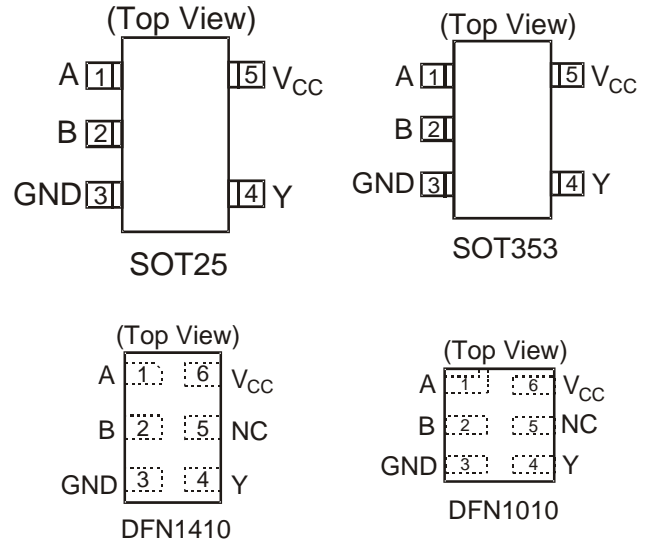 (Top View)
A 1 5 VCC
B 2
GND 3 4 Y
SOT25
(Top View)
A 1 5 VCC
B 2
GND 3 4 Y
SOT353
(Top View)
A 1 6 VCC
B 2 5 NC
GND 3 4 Y
DFN1410
(Top View)
A 1 6 VCC
B 2 5 NC
GND 3 4 Y
DFN1010